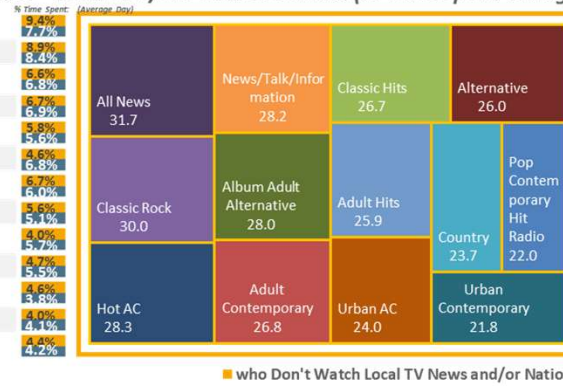 % Time Spent: (Average Day)
9.4%
7.7%
8.9%
8.4%
6.6%
6.8%
6.7%
6.9%
5.8%
5.6%
4.6%
6.8%
6.7%
6.0%
5.6%
5.1%
4.0%
5.7%
4.7%
5.5%
4.6%
3.8%
4.0%
4.1%
4.4%
4.2%
All News
31.7
News/Talk/Infor
mation
28.2
Classic Hits
26.7
Alternative
26.0
Classic Rock
30.0
Album Adult
Alternative
28.0
Adult Hits
25.9
Country
23.7
Pop
Contem
porary
Hit
Radio
22.0
Hot AC
28.3
Adult
Contemporary
26.8
Urban AC
24.0
Urban
Contemporary
21.8
who Don't Watch Local TV News and/or Natio